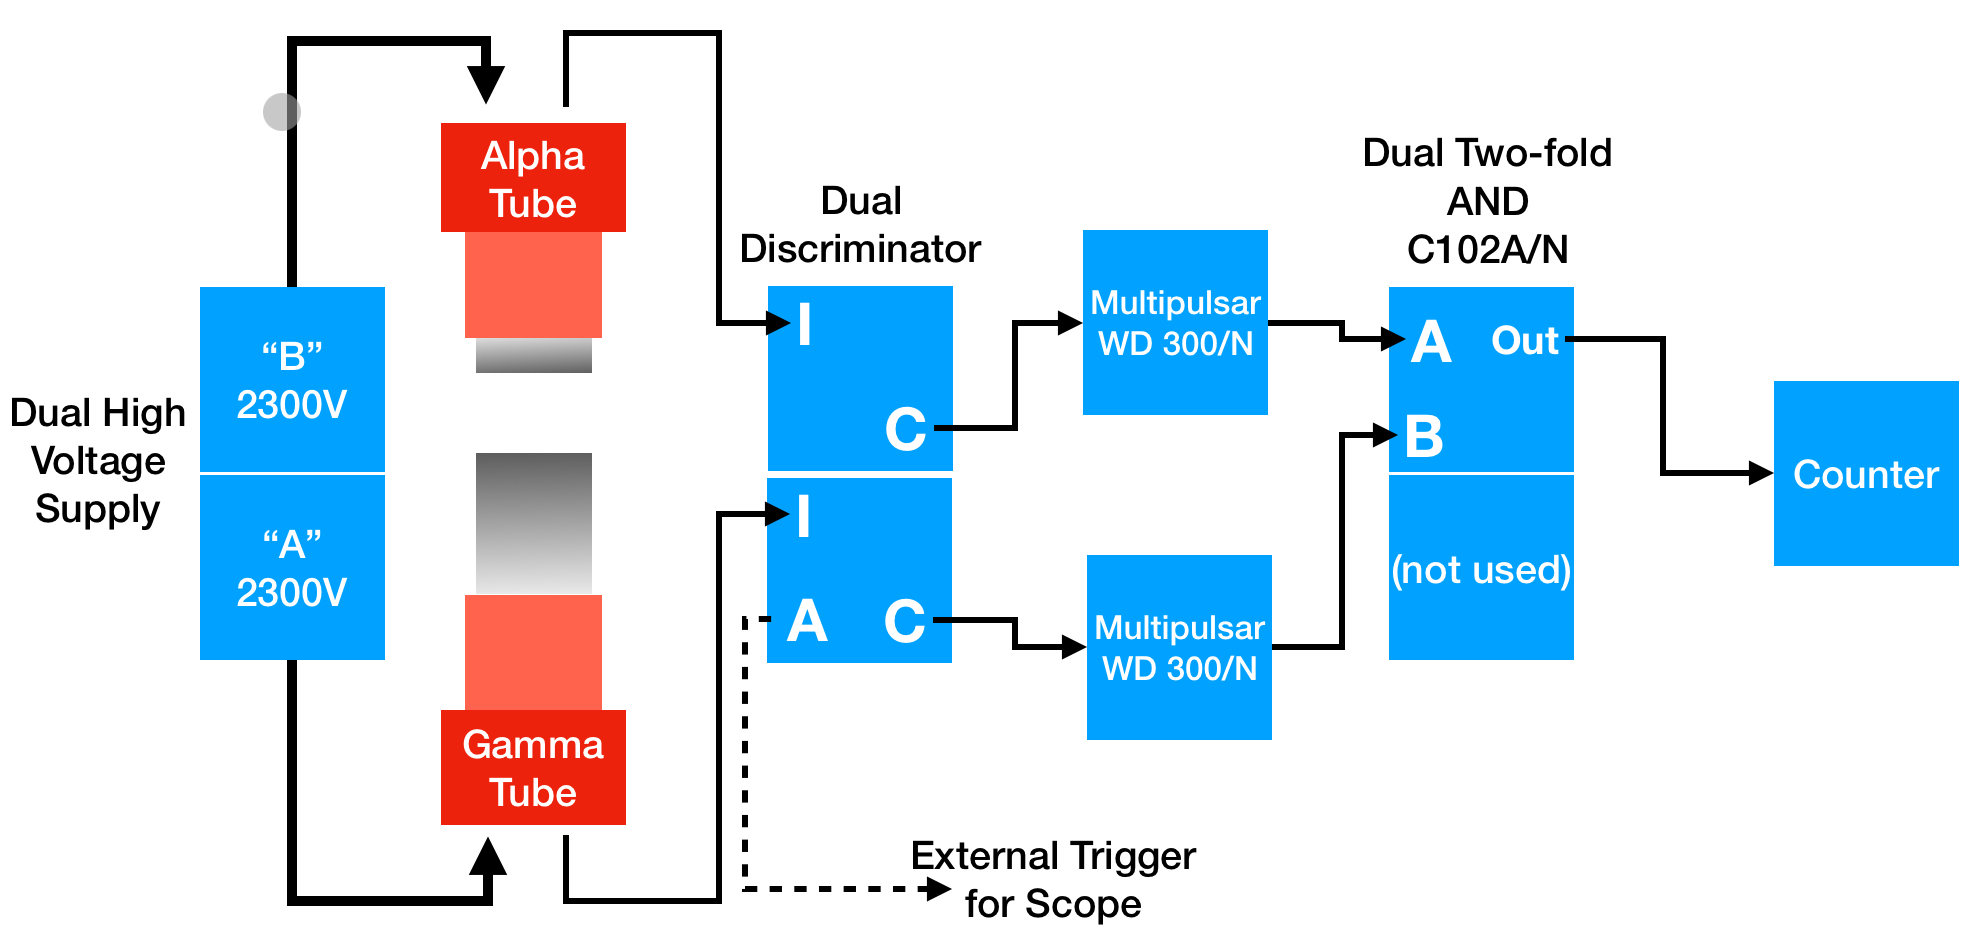 Dual High
Voltage
Supply
“B”
2300V
“A”
2300V
Alpha
Tube
Gamma
Tube
Dual
Discriminator
I
C
I
A
C
External Trigger
for Scope
Multipulsar
WD 300/N
Multipulsar
WD 300/N
Dual Two-fold
AND
C102A/N
A
Out
B
(not used)
Counter